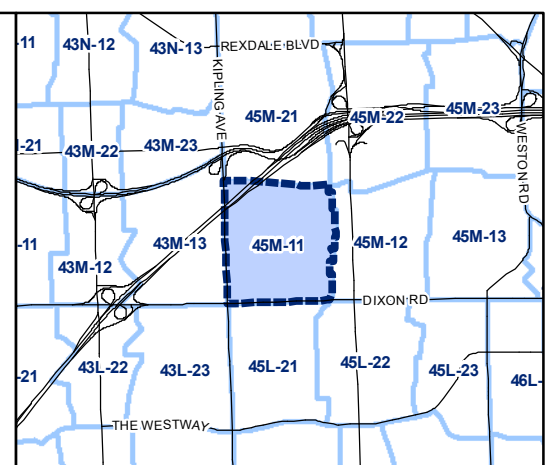 -11
43N-12
43N-13
REXDALE BLVD
KIPLING AVE
45M-21
45M-22
45M-23
-21
43M-22
43M-23
WESTON RD
-11
43M-12
43M-13
45M-11
45M-12
45M-13
DIXON RD
-21
43L-22
43L-23
45L-21
45L-22
45L-23
46L-
THE WESTWAY